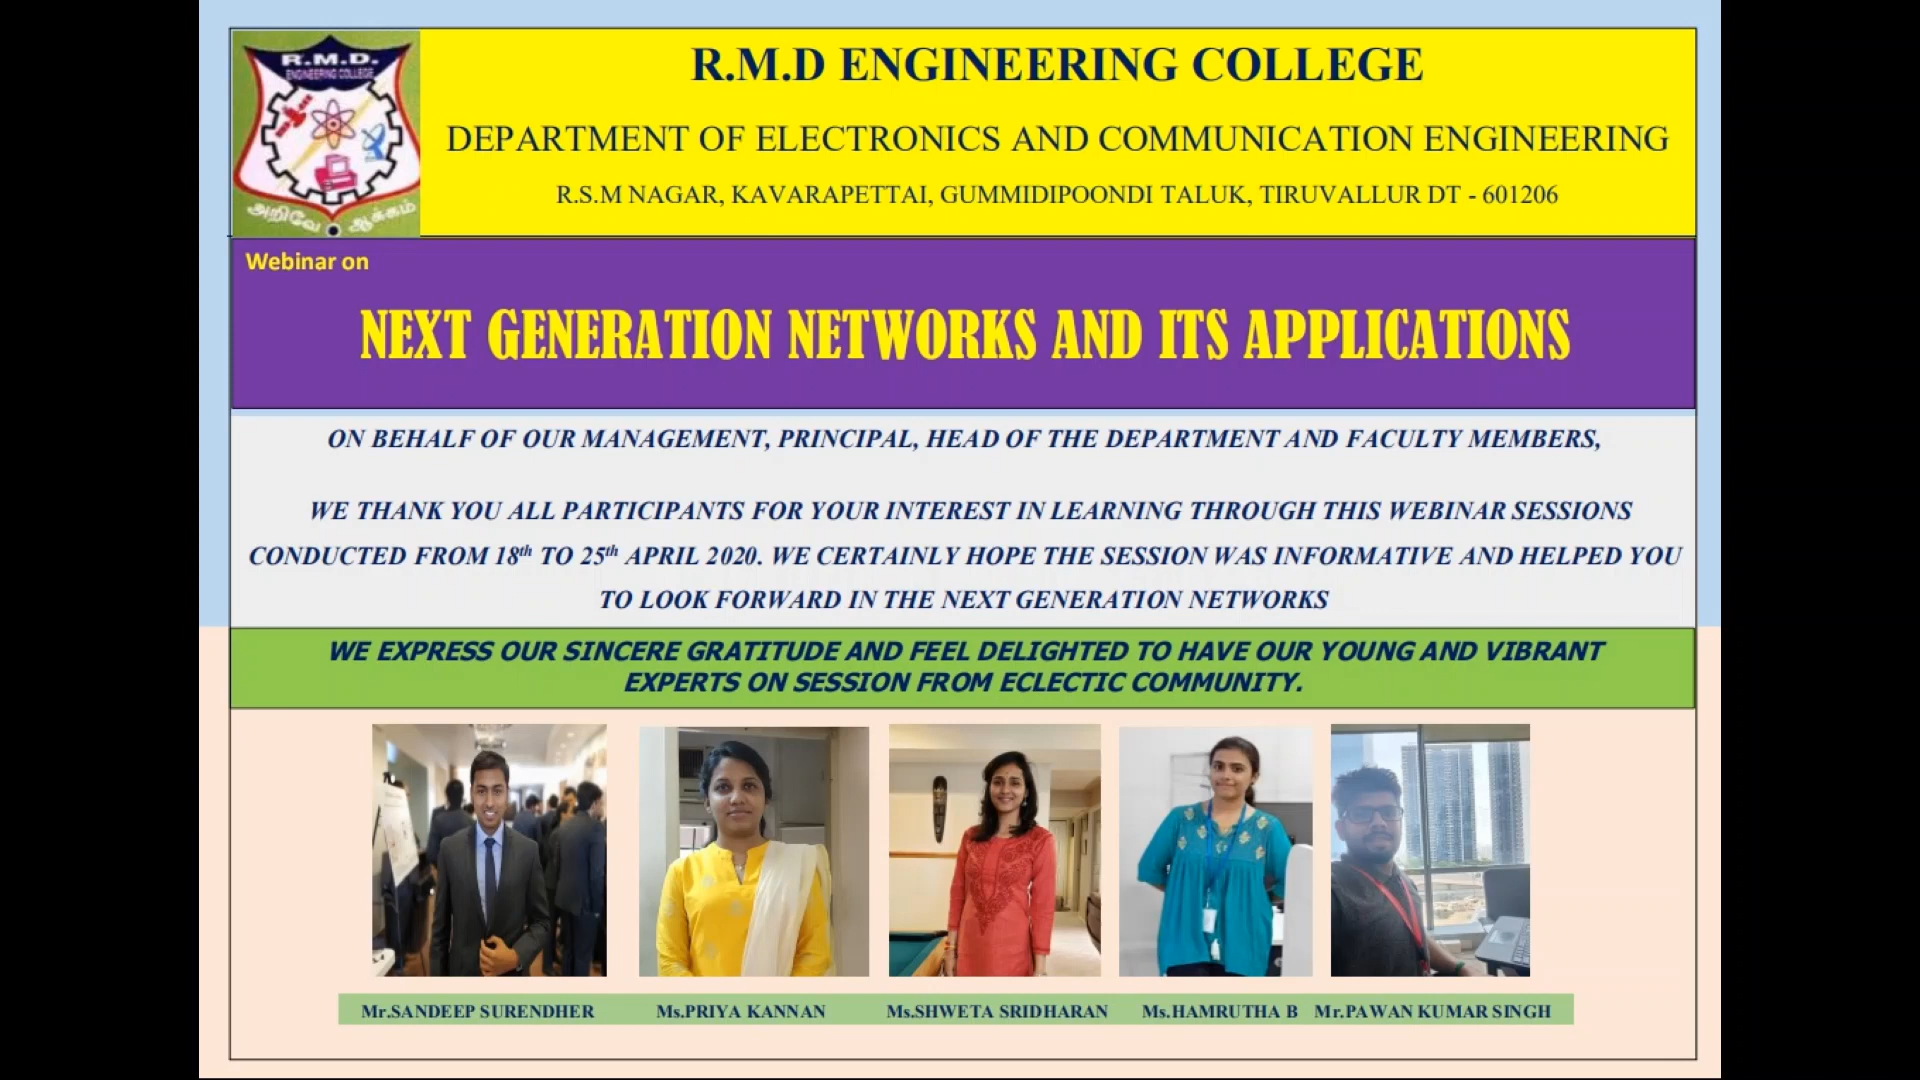 R.M.D.
ENGINEERING COLLEGE
அறிவே ஆக்கம்
R.M.D ENGINEERING COLLEGE
DEPARTMENT OF ELECTRONICS AND COMMUNICATION ENGINEERING
R.S.M NAGAR, KAVARAPETTAI, GUMMIDIPOONDI TALUK, TIRUVALLUR DT - 601206
Webinar on
NEXT GENERATION NETWORKS AND ITS APPLICATIONS
ON BEHALF OF OUR MANAGEMENT, PRINCIPAL, HEAD OF THE DEPARTMENT AND FACULTY MEMBERS,
WE THANK YOU ALL PARTICIPANTS FOR YOUR INTEREST IN LEARNING THROUGH THIS WEBINAR SESSIONS
CONDUCTED FROM 18th TO 25th APRIL 2020. WE CERTAINLY HOPE THE SESSION WAS INFORMATIVE AND HELPED YOU
TO LOOK FORWARD IN THE NEXT GENERATION NETWORKS
WE EXPRESS OUR SINCERE GRATITUDE AND FEEL DELIGHTED TO HAVE OUR YOUNG AND VIBRANT
EXPERTS ON SESSION FROM ECLECTIC COMMUNITY.
Mr.SANDEEP SURENDHER Ms.PRIYA KANNAN Ms.SHWETA SRIDHARAN Ms.HAMRUTHA B Mr.PAWAN KUMAR SINGH